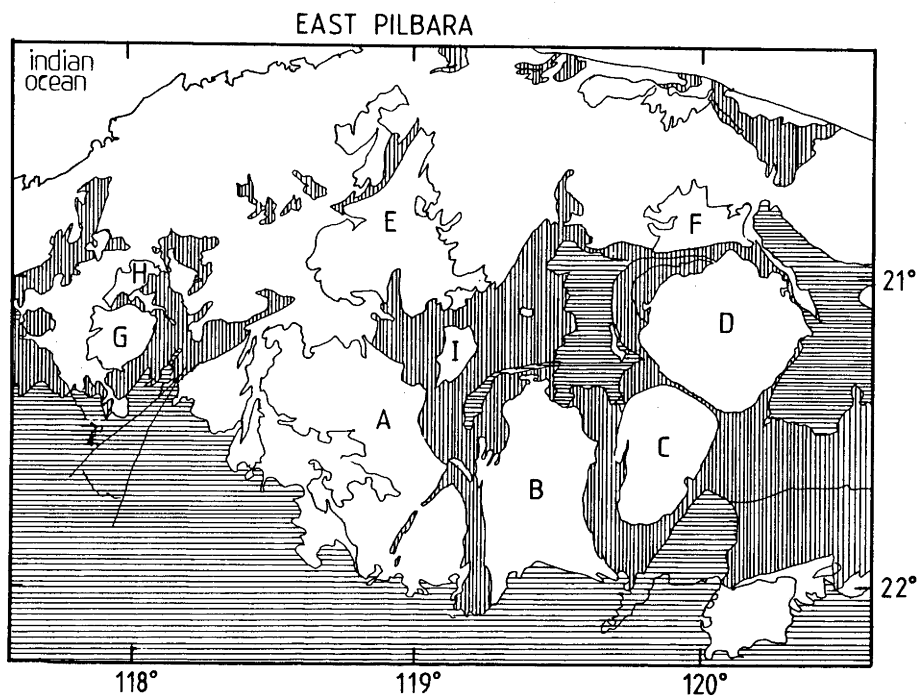 EAST PILBARA
indian
ocean
E
F
H
21°
G
I
D
A
C
B
22°
118°
119°
120°